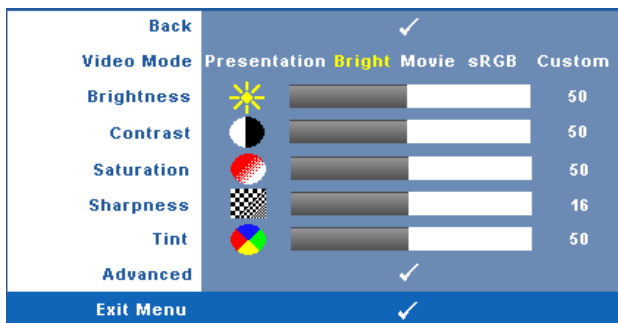 Back
Video Mode Presentation Bright Movie sRGB Custom
Brightness 50
Contrast 50
Saturation 50
Sharpness 16
Tint 50
Advanced
Exit Menu